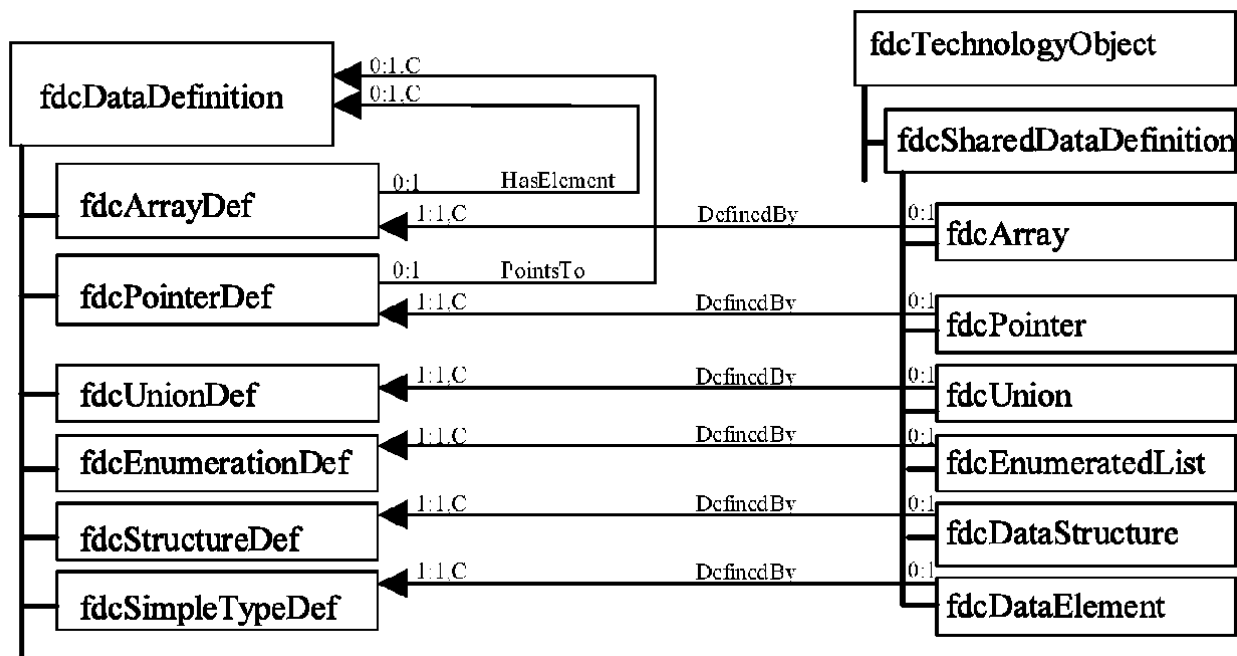 fdcTechnologyObject
0:1,C
fdcDataDefinition
0:1,C
fdcSharedDataDefinition
0:1 HasElement
fdcArrayDef
1:1,C DefinedBy 0:1
fdcArray
0:1 PointsTo
fdcPointerDef
1:1,C DefinedBy 0:1
fdcPointer
1:1,C DefinedBy 0:1
fdcUnionDef
fdcUnion
1:1,C DefinedBy 0:1
fdcEnumerationDef
fdcEnumeratedList
1:1,C DefinedBy 0:1
fdcStructureDef
fdcDataStructure
1:1,C DefinedBy 0:1
fdcSimpleTypeDef
fdcDataElement